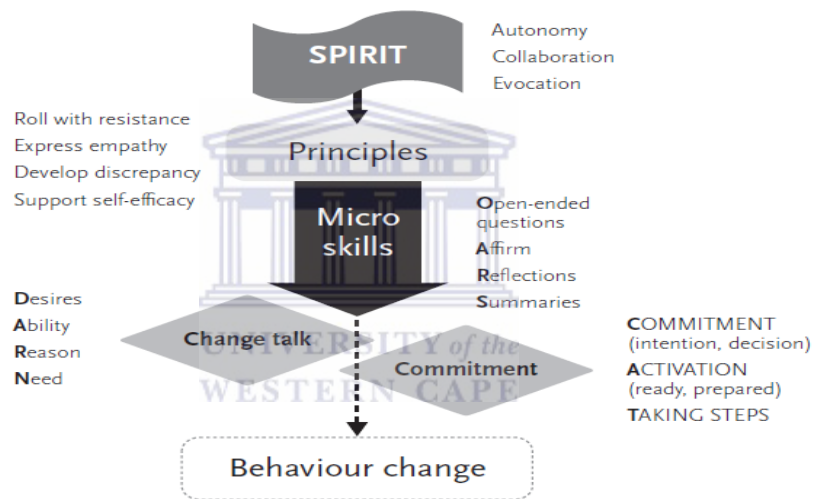 SPIRIT
Autonomy
Collaboration
Evocation
Roll with resistance
Express empathy
Develop discrepancy
Support self-efficacy
Principles
Micro
skills
Open-ended
questions
Affirm
Reflections
Summaries
Desires
Ability
Reason
Need
Change talk
Commitment
COMMITMENT
(intention, decision)
ACTIVATION
(ready, prepared)
TAKING STEPS
UNIVERSITY of the
WESTERN CAPE
Behaviour change